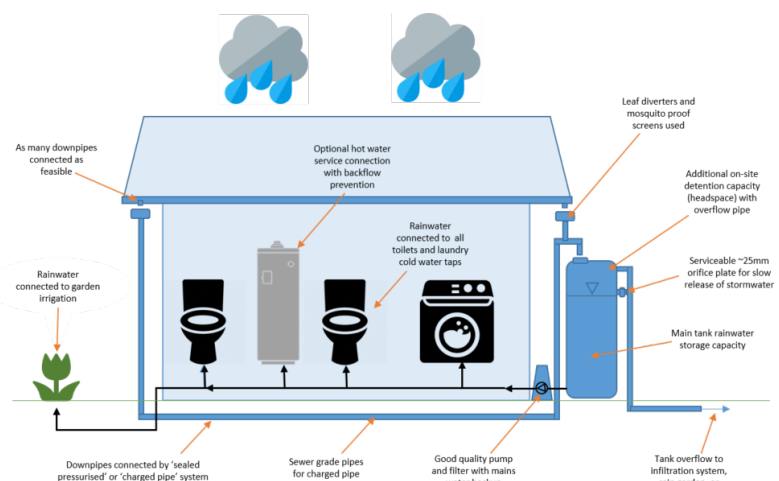 Leaf diverters and
mosquito proof
screens used
As many downpipes
connected as
feasible
Optional hot water
service connection
with backflow
prevention
Additional on-site
detention capacity
(headspace) with
overflow pipe
Rainwater
connected to all
toilets and laundry
cold water taps
Rainwater
connected to garden
irrigation
Serviceable ~25mm
orifice plate for slow
release of stormwater
Main tank rainwater
storage capacity
Downpipes connected by ‘sealed
pressurised’ or ‘charged pipe’ system
Sewer grade pipes
for charged pipe
Good quality pump
and filter with mains
Tank overflow to
infiltration system,